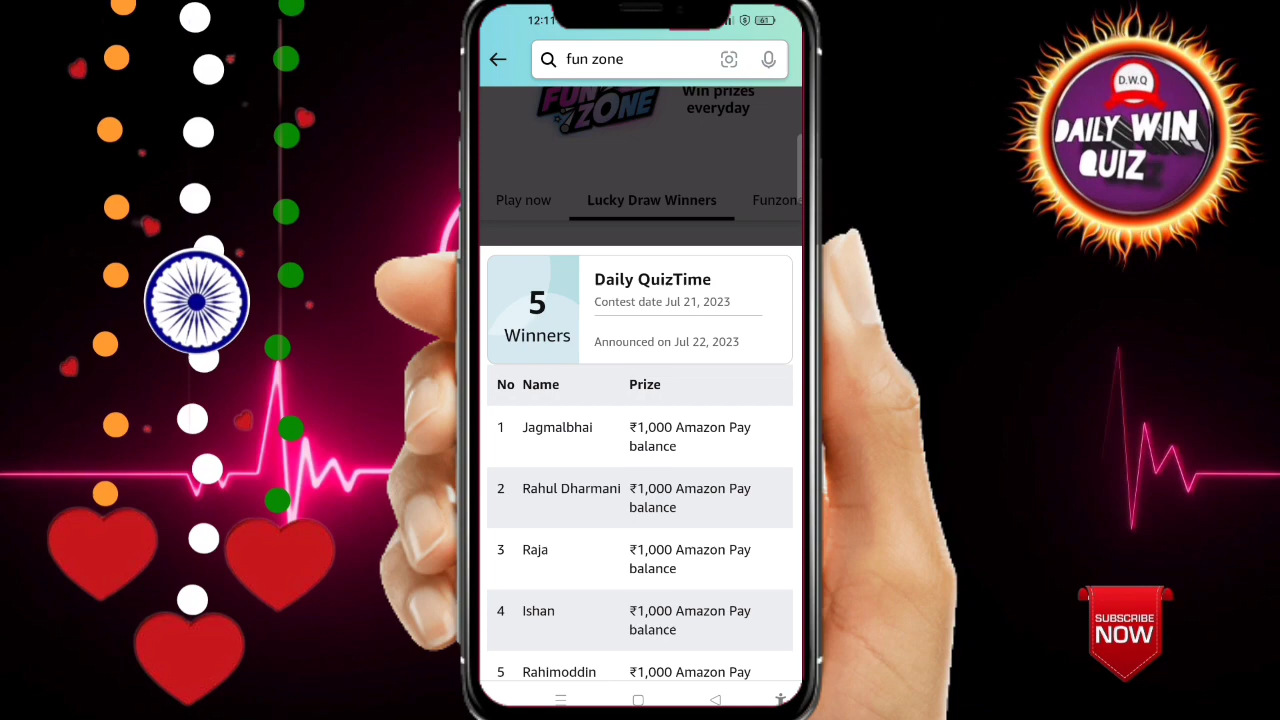 12:11
61
fun zone
FUN
ZONE
Win prizes
everyday
Play now
Lucky Draw Winners
Funzon
5
Winners
Daily QuizTime
Contest date Jul 21, 2023
Announced on Jul 22, 2023
No Name Prize
1 Jagmalbhai ₹1,000 Amazon Pay
balance
2 Rahul Dharmani ₹1,000 Amazon Pay
balance
3 Raja ₹1,000 Amazon Pay
balance
4 Ishan ₹1,000 Amazon Pay
balance
5 Rahimoddin ₹1,000 Amazon Pay
D.W.Q
DAILY WIN
QUIZ
SUBSCRIBE
NOW